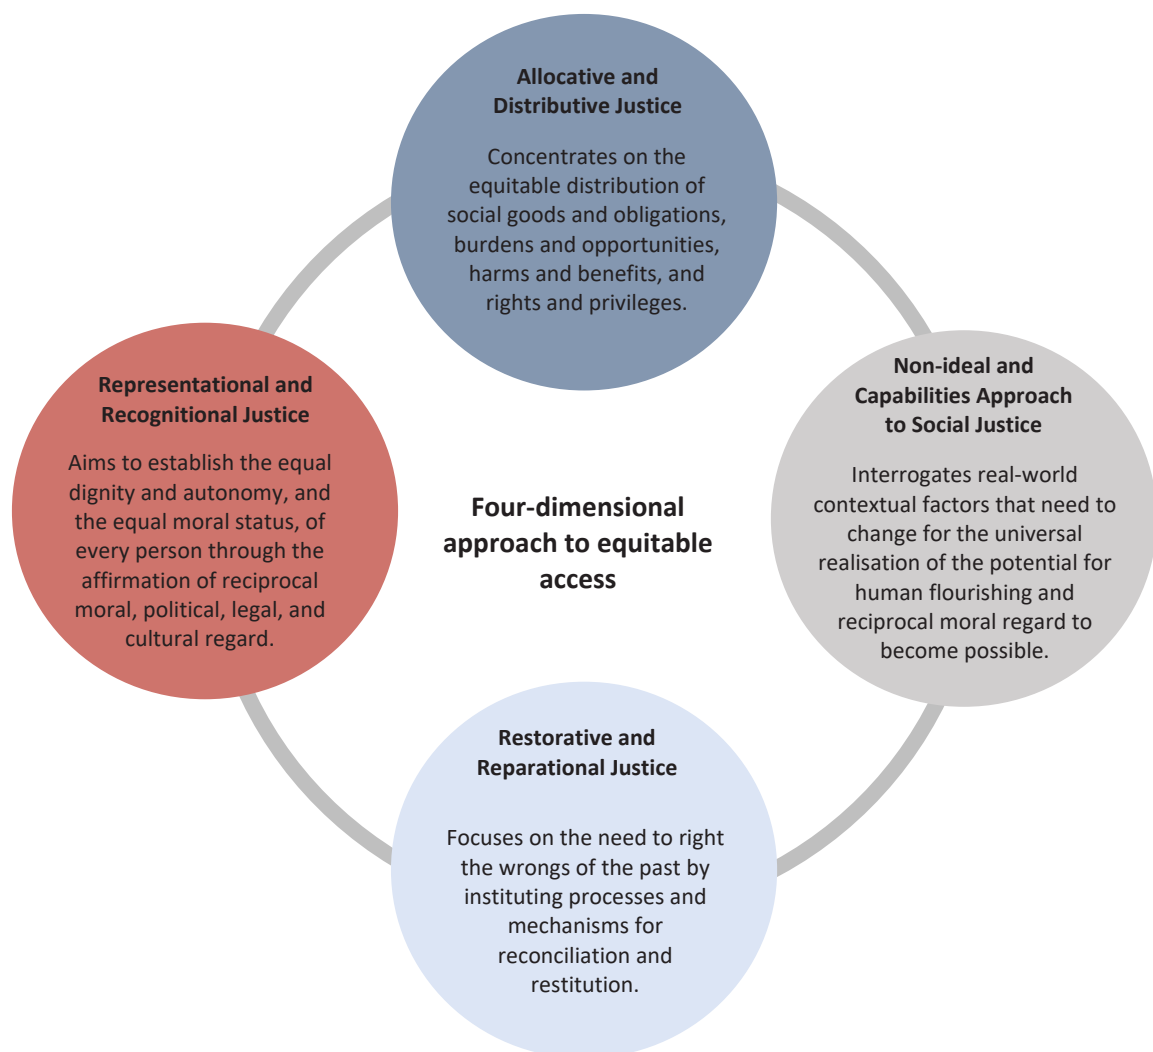 Allocative and
Distributive Justice
Concentrates on the
equitable distribution of
social goods and obligations,
burdens and opportunities,
harms and benefits, and
rights and privileges.
Representational and
Recognitional Justice
Aims to establish the equal
dignity and autonomy, and
the equal moral status, of
every person through the
affirmation of reciprocal
moral, political, legal, and
cultural regard.
Four-dimensional
approach to equitable
access
Non-ideal and
Capabilities Approach
to Social Justice
Interrogates real-world
contextual factors that need to
change for the universal
realisation of the potential for
human flourishing and
reciprocal moral regard to
become possible.
Restorative and
Reparational Justice
Focuses on the need to right
the wrongs of the past by
instituting processes and
mechanisms for
reconciliation and
restitution.